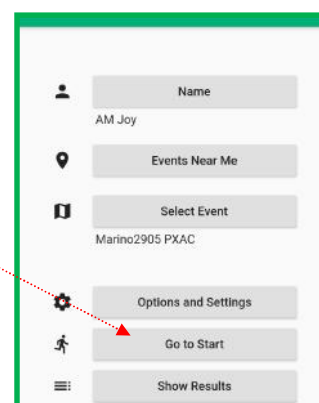 Name
AM Joy
Events Near Me
Select Event
Marino2905 PXAC
Options and Settings
Go to Start
Show Results